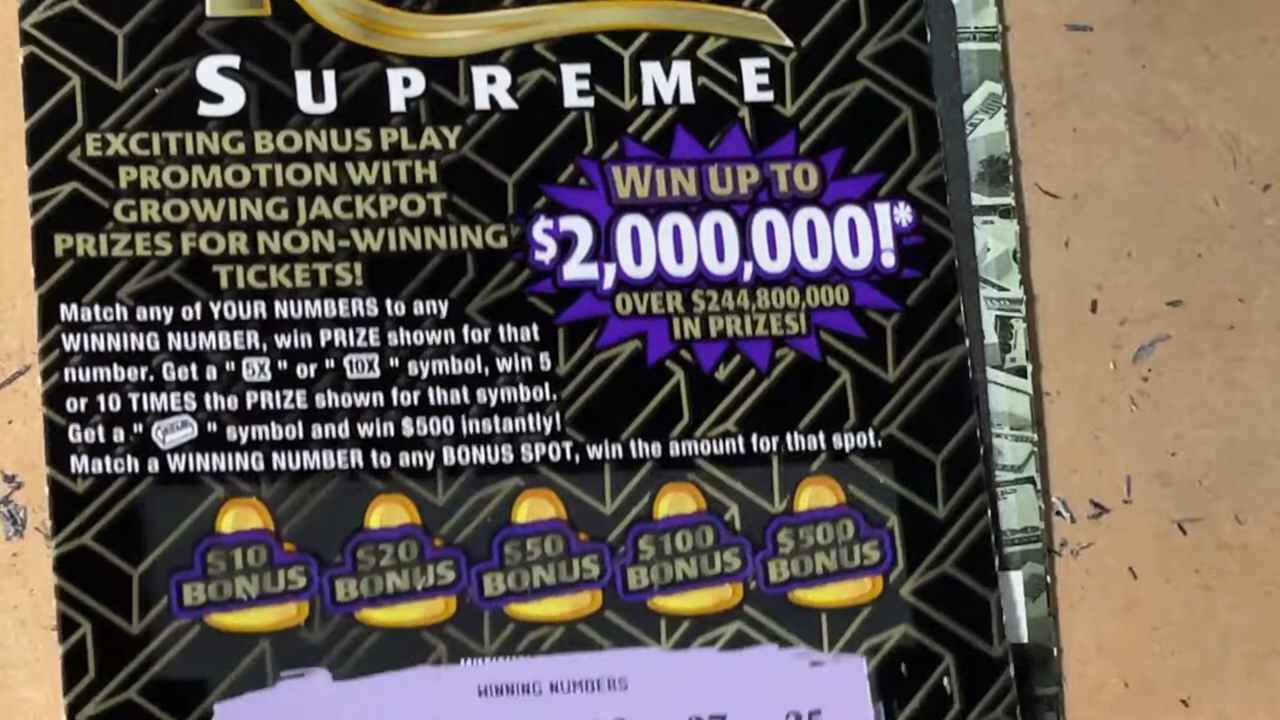 SUPREME
EXCITING BONUS PLAY
PROMOTION WITH
GROWING JACKPOT
PRIZES FOR NON-WINNING
TICKETS!
WIN UP TO
$2,000,000!*
OVER $244,800,000
IN PRIZES!
Match any of YOUR NUMBERS to any
WINNING NUMBER, win PRIZE shown for that
number. Get a " 5X " or " 10X " symbol, win 5
or 10 TIMES the PRIZE shown for that symbol.
Get a " " symbol and win $500 instantly!
Match a WINNING NUMBER to any BONUS SPOT, win the amount for that spot.
$10 BONUS
$20 BONUS
$50 BONUS
$100 BONUS
$500 BONUS
WINNING NUMBERS